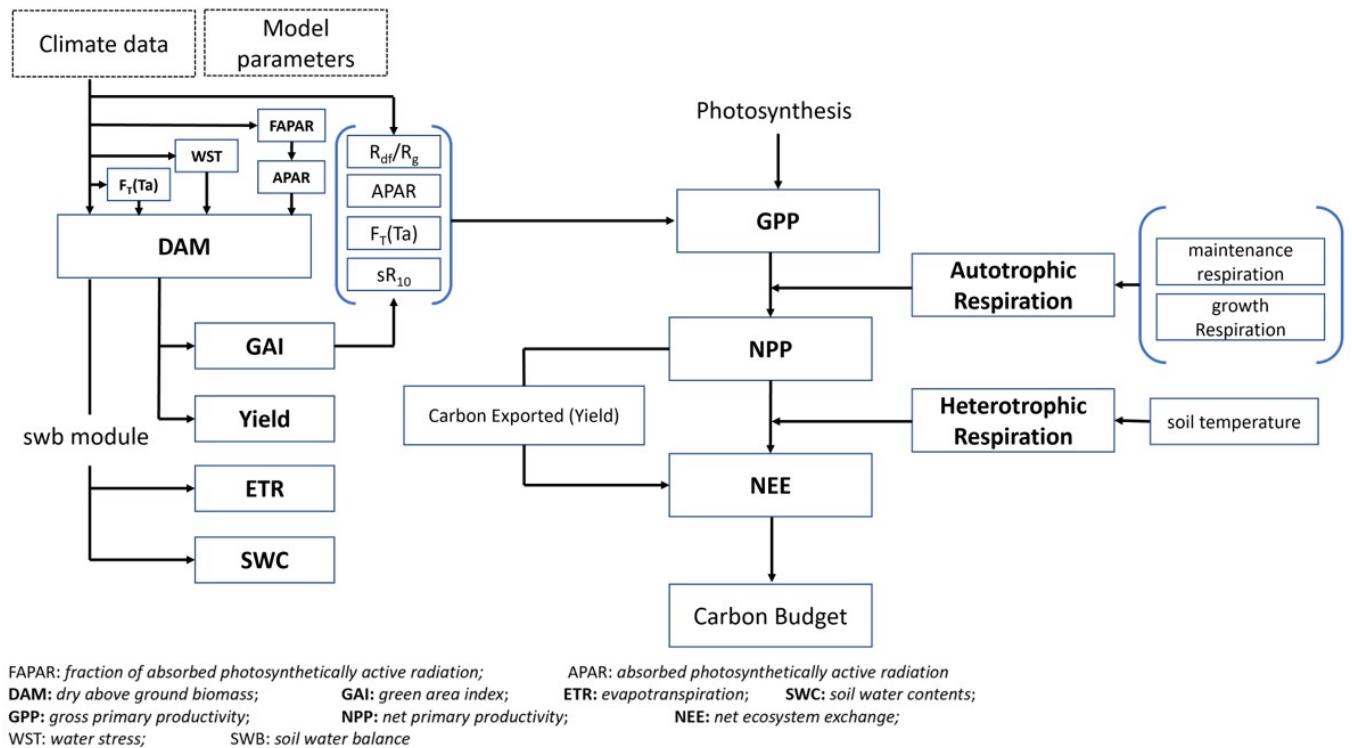 Climate data
Model
parameters
FAPAR
WST
APAR
F_T(Ta)
DAM
R_df/R_g
APAR
F_T(Ta)
sR_10
GAI
Yield
swb module
ETR
SWC
Photosynthesis
GPP
Autotrophic
Respiration
maintenance
respiration
growth
Respiration
NPP
Carbon Exported (Yield)
Heterotrophic
Respiration
soil temperature
NEE
Carbon Budget
FAPAR: fraction of absorbed photosynthetically active radiation; APAR: absorbed photosynthetically active radiation
DAM: dry above ground biomass; GAI: green area index; ETR: evapotranspiration; SWC: soil water contents;
GPP: gross primary productivity; NPP: net primary productivity; NEE: net ecosystem exchange;
WST: water stress; SWB: soil water balance